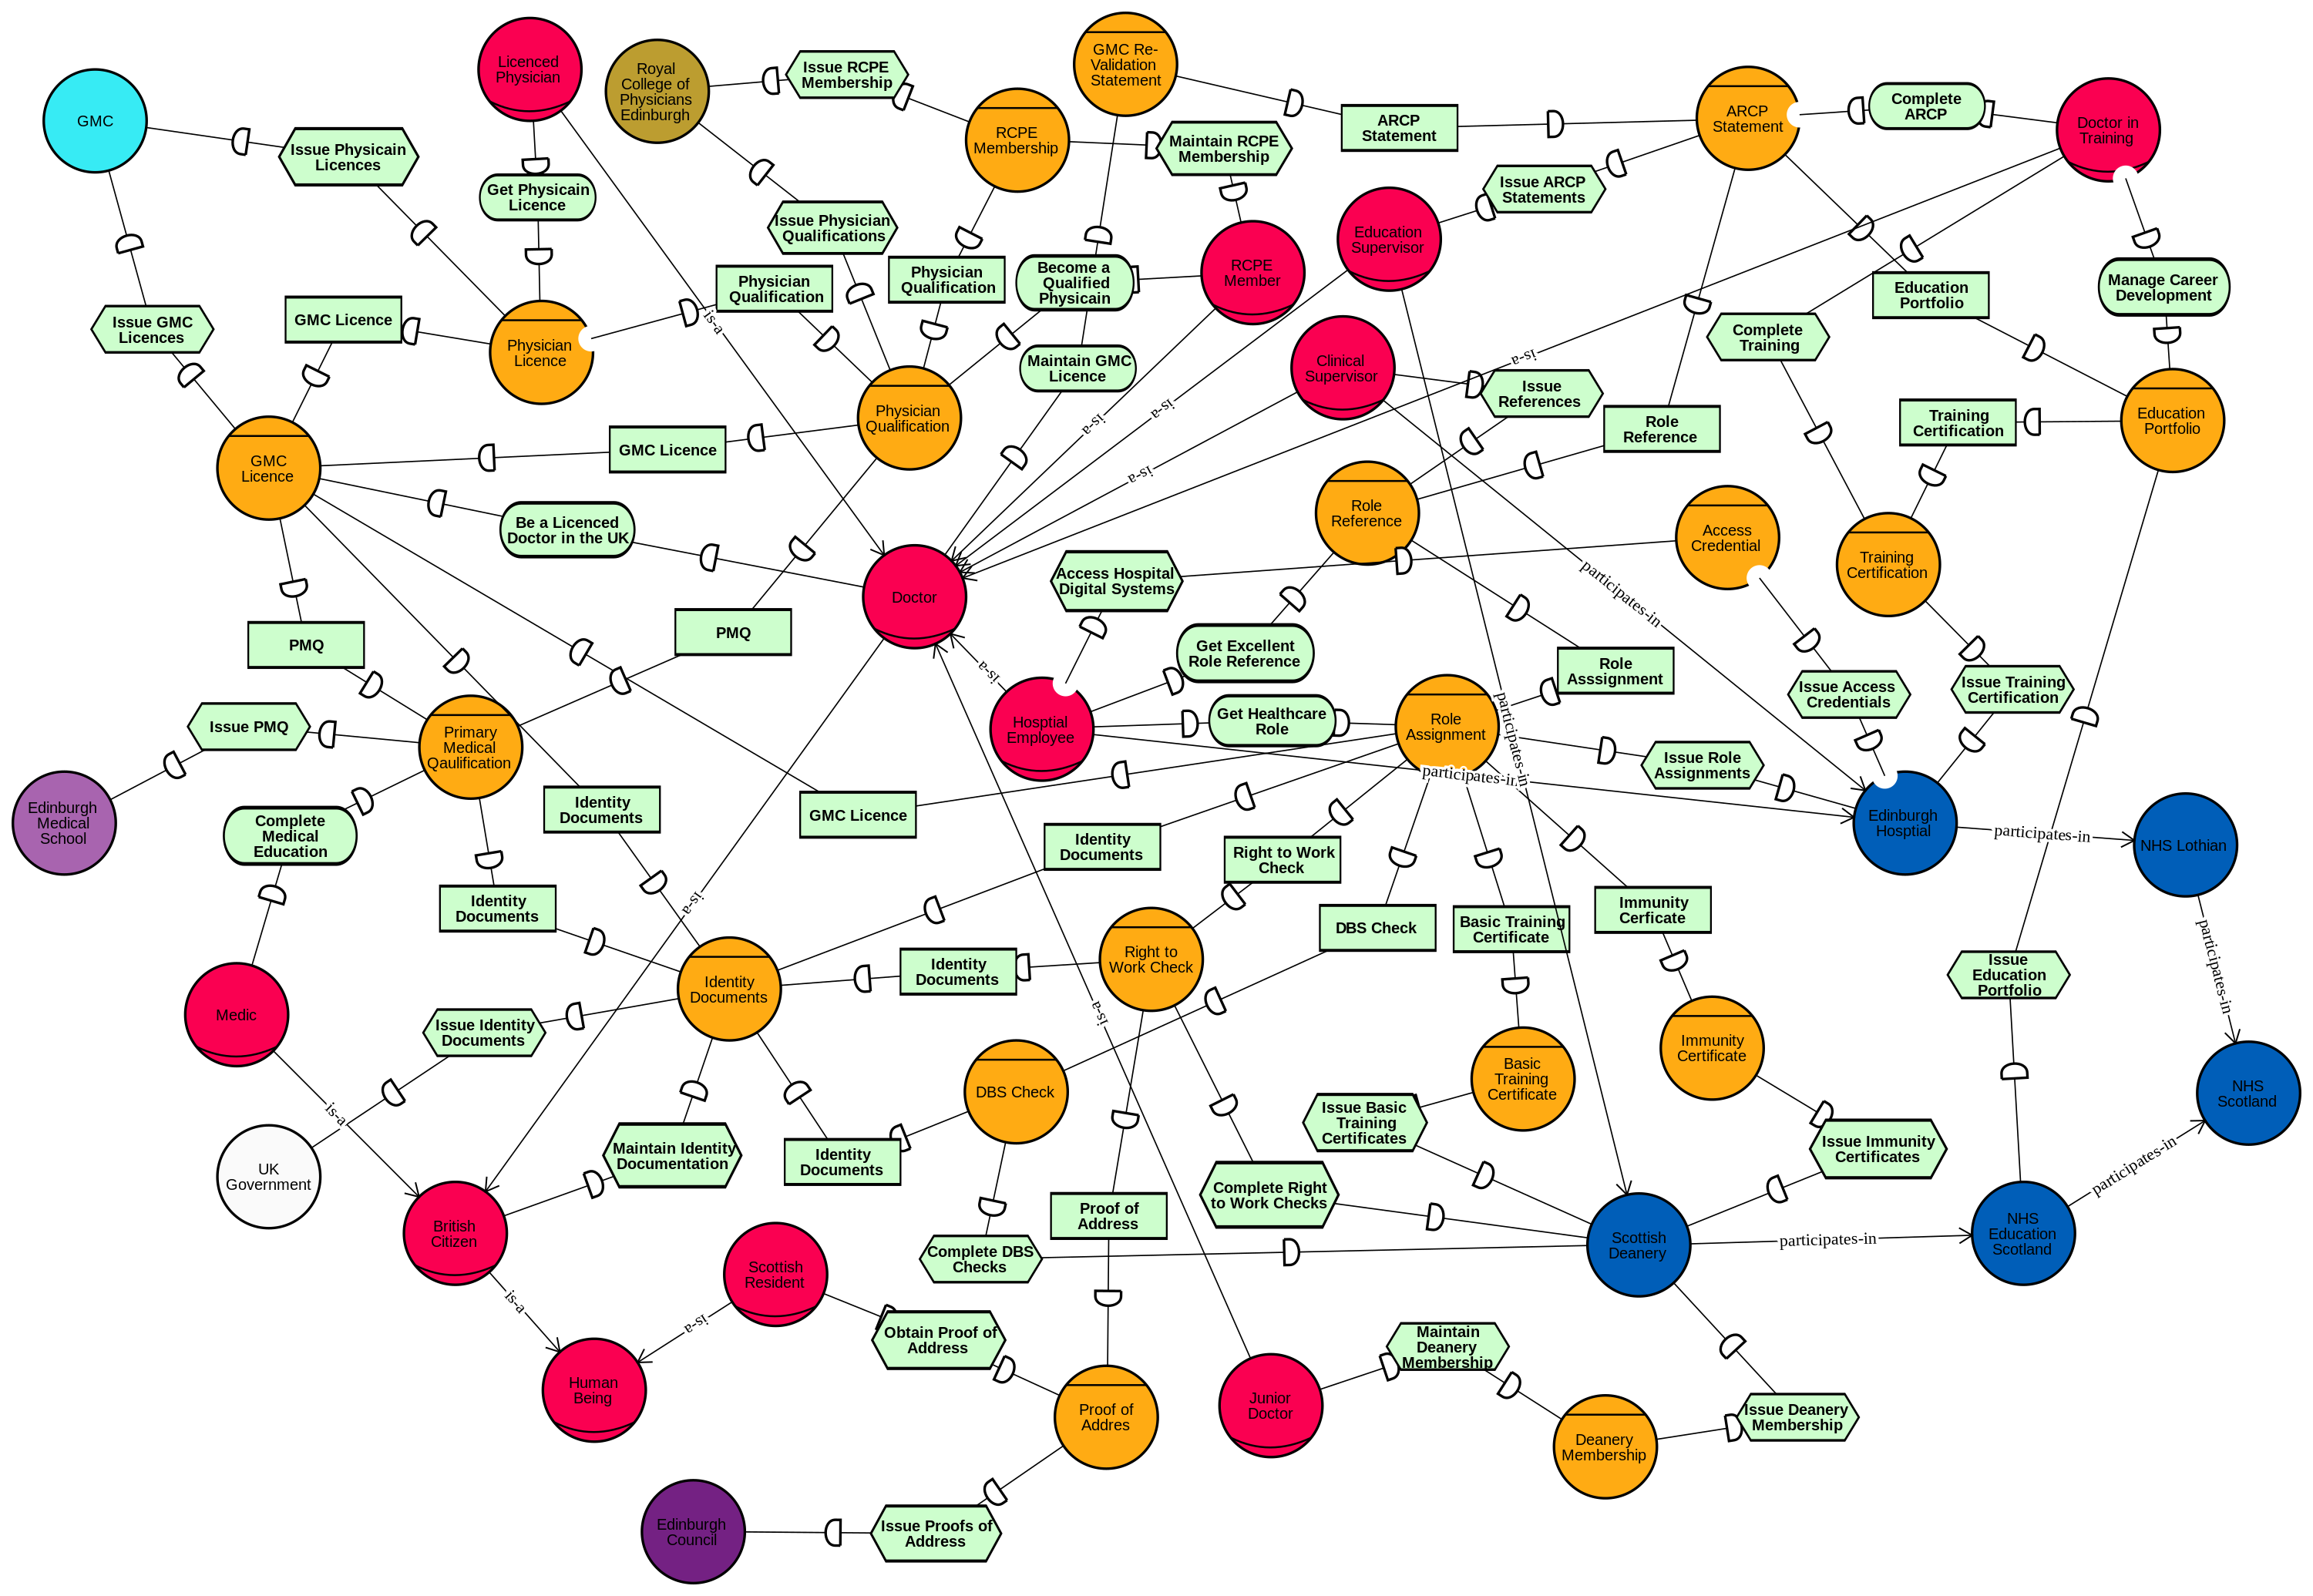 GMC
Licenced
Physician
Royal
College of
Physicians
Edinburgh
Issue RCPE
Membership
GMC Re-
Validation
Statement
RCPE
Membership
ARCP
Statement
ARCP
Statement
Complete
ARCP
Doctor in
Training
Issue Physicain
Licences
Get Physicain
Licence
Maintain RCPE
Membership
Issue ARCP
Statements
Issue Physician
Qualifications
Education
Supervisor
RCPE
Member
Physician
Qualification
Physician
Qualification
Become a
Qualified
Physicain
Education
Portfolio
Manage Career
Development
Issue GMC
Licences
GMC Licence
Physician
Licence
is-a
Maintain GMC
Licence
Clinical
Supervisor
is-a
Complete
Training
Issue
References
Physician
Qualification
is-a
is-a
Role
Reference
Training
Certification
Education
Portfolio
GMC
Licence
GMC Licence
is-a
Be a Licenced
Doctor in the UK
Role
Reference
Access
Credential
Training
Certification
Doctor
Access Hospital
Digital Systems
participates-in
PMQ
PMQ
Get Excellent
Role Reference
Role
Asssignment
is-a
Issue PMQ
Primary
Medical
Qaulification
Hosptial
Employee
Get Healthcare
Role
Role
Assignment
participates-in
Issue Access
Credentials
Issue Training
Certification
Issue Role
Assignments
participates-in
Edinburgh
Medical
School
Complete
Medical
Education
Identity
Documents
GMC Licence
Identity
Documents
Right to Work
Check
Edinburgh
Hosptial
participates-in
NHS Lothian
Identity
Documents
is-a
DBS Check
Basic Training
Certificate
Immunity
Cerficate
participates-in
Medic
Identity
Documents
Identity
Documents
Right to
Work Check
Issue
Education
Portfolio
Issue Identity
Documents
is-a
Immunity
Certificate
DBS Check
Basic
Training
Certificate
NHS
Scotland
is-a
UK
Government
Maintain Identity
Documentation
Identity
Documents
Issue Basic
Training
Certificates
Issue Immunity
Certificates
participates-in
Complete Right
to Work Checks
Proof of
Address
British
Citizen
Scottish
Deanery
participates-in
NHS
Education
Scotland
Complete DBS
Checks
Scottish
Resident
is-a
is-a
Obtain Proof of
Address
Maintain
Deanery
Membership
Human
Being
Junior
Doctor
Proof of
Addres
Issue Deanery
Membership
Deanery
Membership
Edinburgh
Council
Issue Proofs of
Address